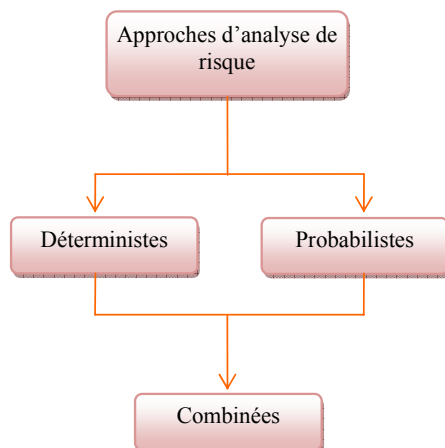 Approches d’analyse de
risque
Déterministes
Probabilistes
Combinées